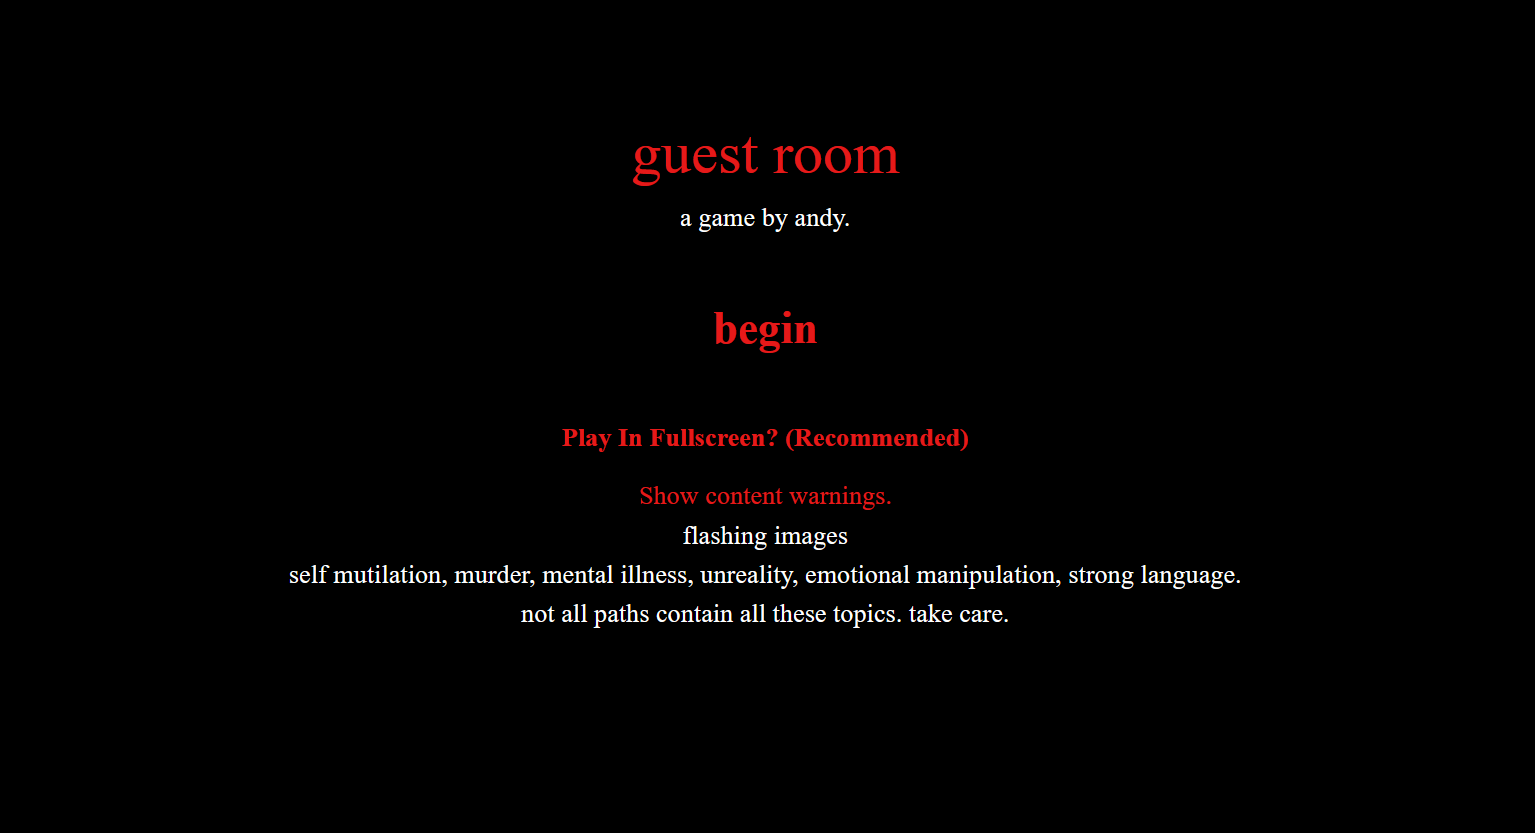 guest room
a game by andy.
begin
Play In Fullscreen? (Recommended)
Show content warnings.
flashing images
self mutilation, murder, mental illness, unreality, emotional manipulation, strong language.
not all paths contain all these topics. take care.